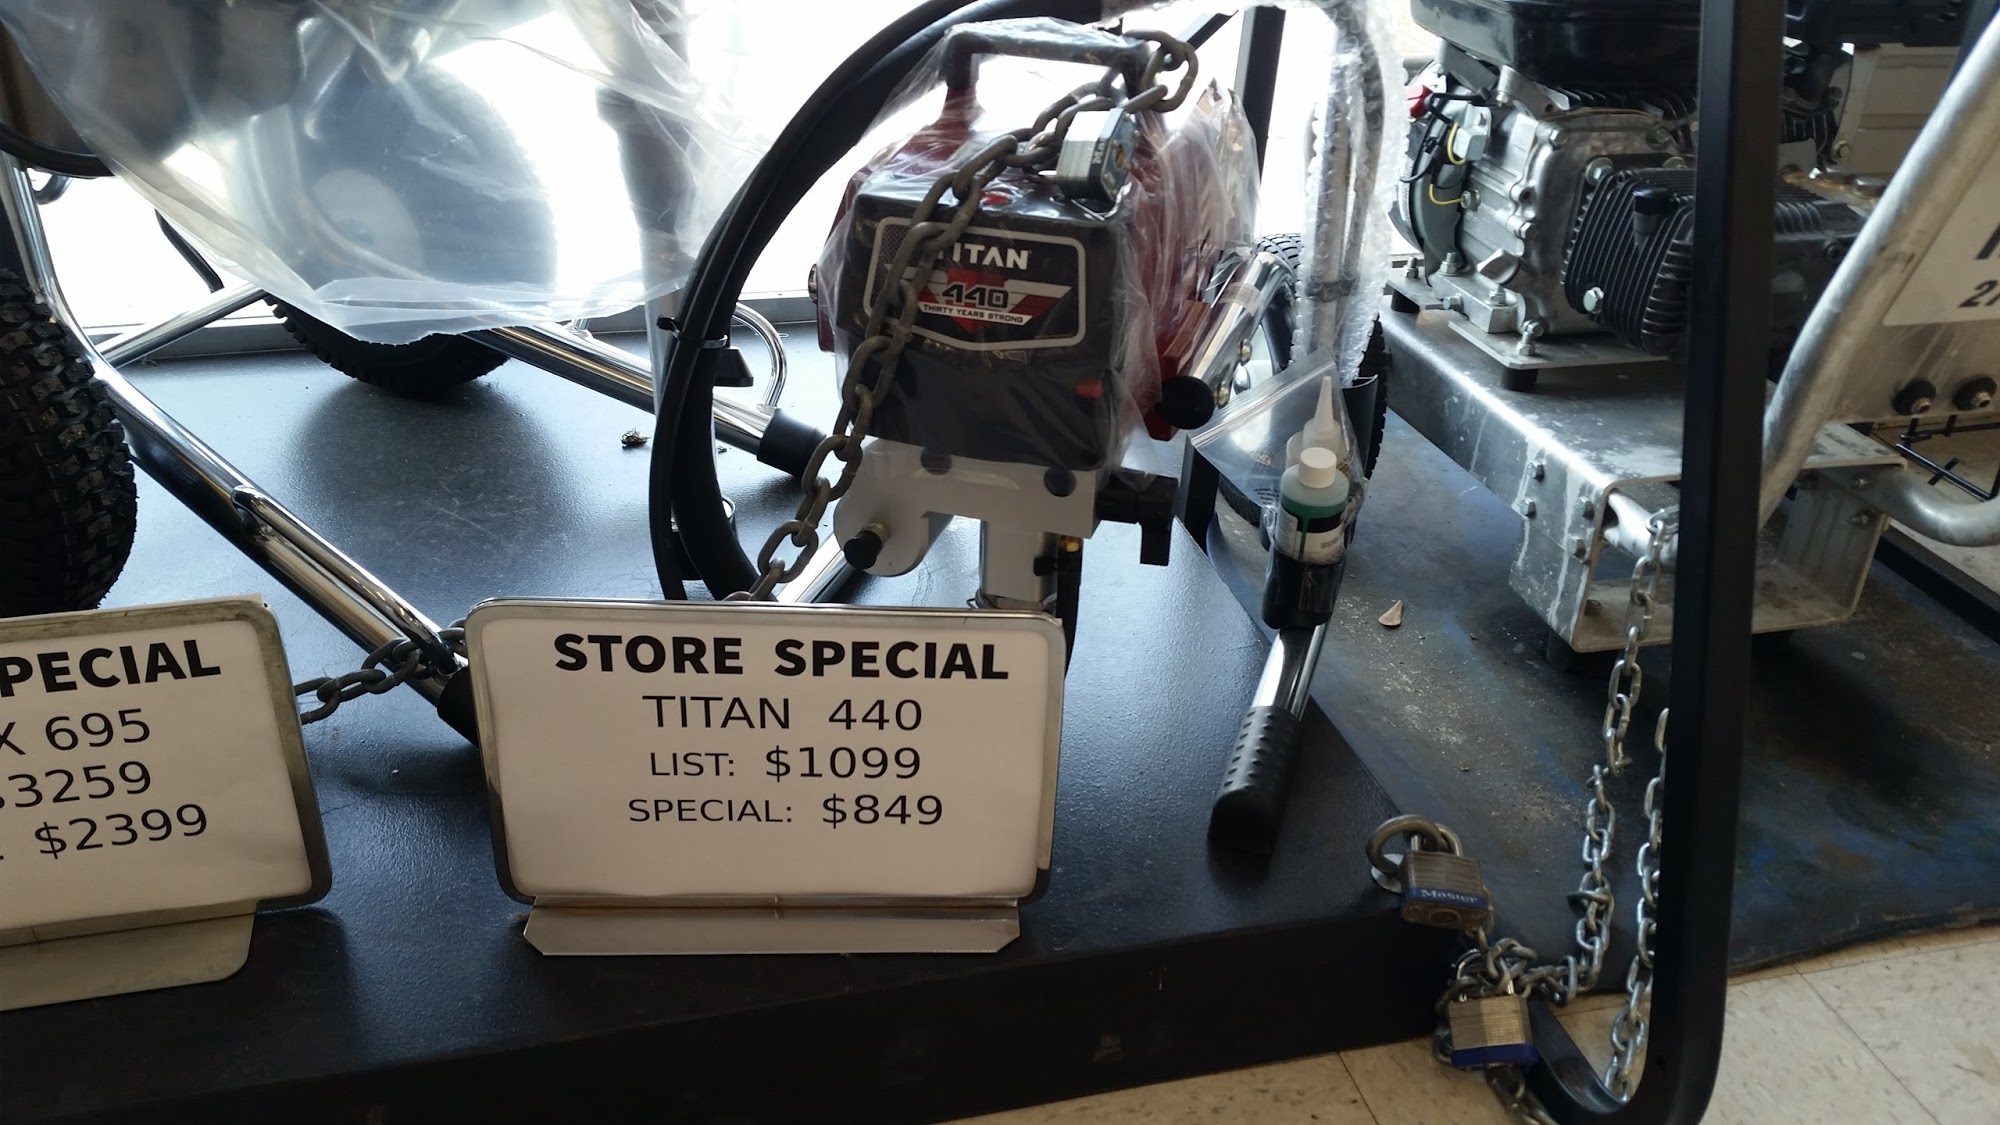 TITAN
440
THIRTY YEARS STRONG
PECIAL
X 695
$3259
$2399
STORE SPECIAL
TITAN 440
LIST: $1099
SPECIAL: $849
Master